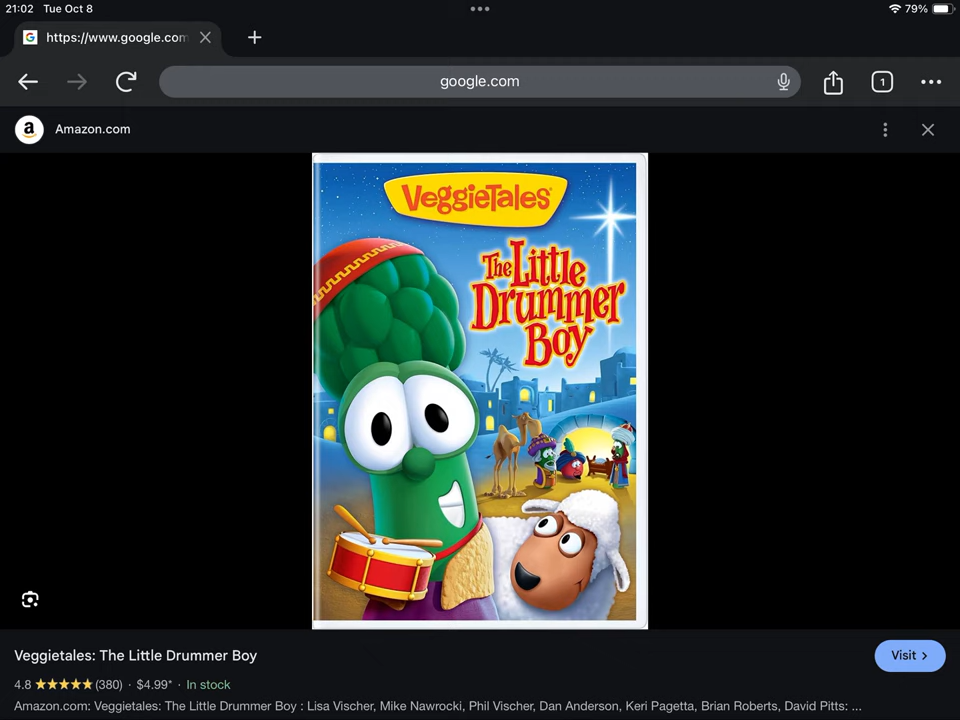 21:02 Tue Oct 8
79%
https://www.google.com
google.com
1
a
Amazon.com
VeggieTales®
The Little
Drummer
Boy
Veggietales: The Little Drummer Boy
Visit >
4.8 ★★★★★ (380) · $4.99* · In stock
Amazon.com: Veggietales: The Little Drummer Boy : Lisa Vischer, Mike Nawrocki, Phil Vischer, Dan Anderson, Keri Pagetta, Brian Roberts, David Pitts: ...